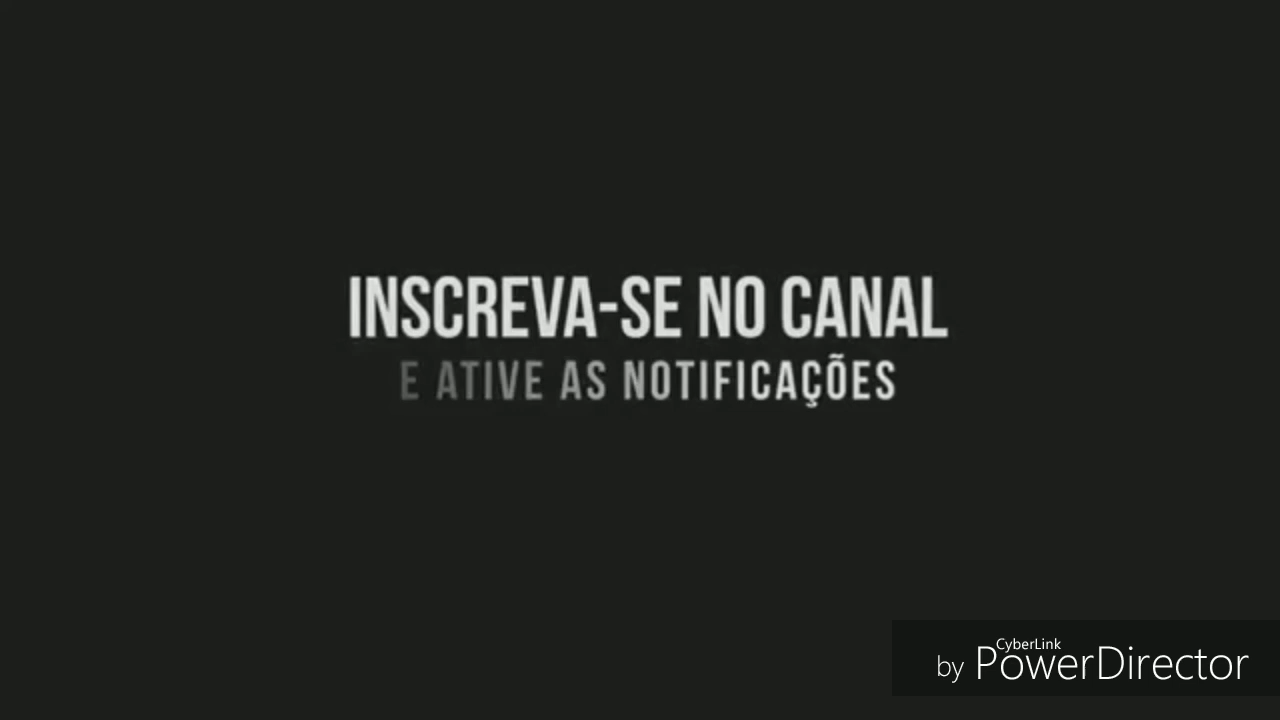 INSCREVA-SE NO CANAL
E ATIVE AS NOTIFICAÇÕES
CyberLink
by PowerDirector